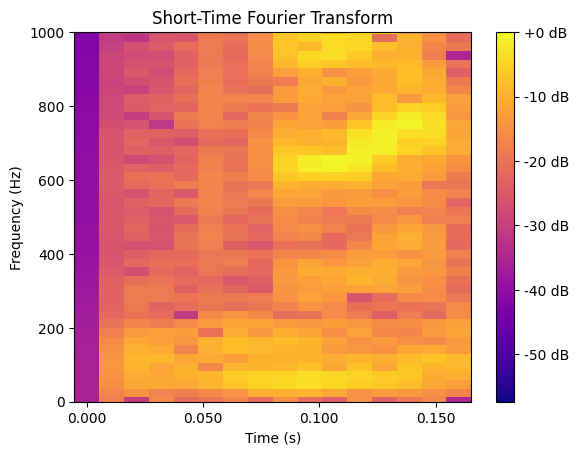 Short-Time Fourier Transform
1000
800
600
400
200
0
Frequency (Hz)
0.000
0.050
0.100
0.150
Time (s)
+0 dB
-10 dB
-20 dB
-30 dB
-40 dB
-50 dB